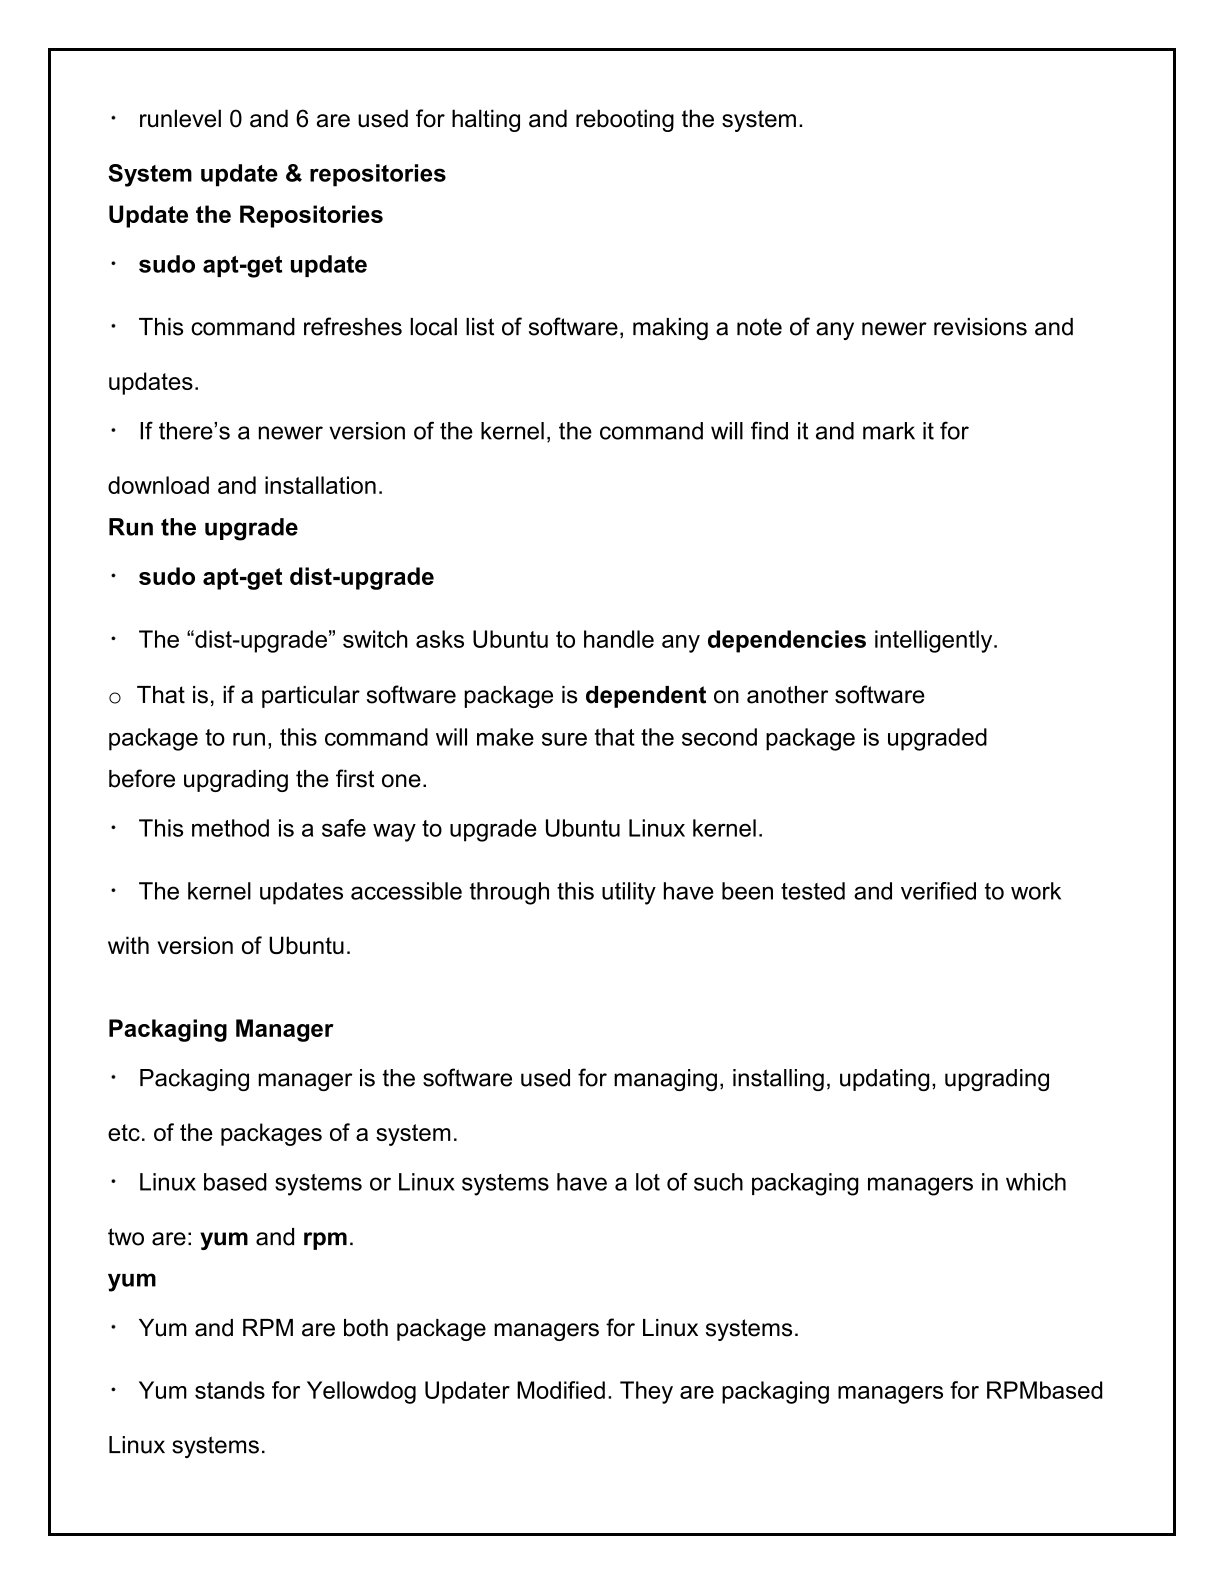 · runlevel 0 and 6 are used for halting and rebooting the system.
System update & repositories
Update the Repositories
· sudo apt-get update
· This command refreshes local list of software, making a note of any newer revisions and
updates.
· If there’s a newer version of the kernel, the command will find it and mark it for
download and installation.
Run the upgrade
· sudo apt-get dist-upgrade
· The “dist-upgrade” switch asks Ubuntu to handle any dependencies intelligently.
o That is, if a particular software package is dependent on another software
package to run, this command will make sure that the second package is upgraded
before upgrading the first one.
· This method is a safe way to upgrade Ubuntu Linux kernel.
· The kernel updates accessible through this utility have been tested and verified to work
with version of Ubuntu.
Packaging Manager
· Packaging manager is the software used for managing, installing, updating, upgrading
etc. of the packages of a system.
· Linux based systems or Linux systems have a lot of such packaging managers in which
two are: yum and rpm.
yum
· Yum and RPM are both package managers for Linux systems.
· Yum stands for Yellowdog Updater Modified. They are packaging managers for RPMbased
Linux systems.